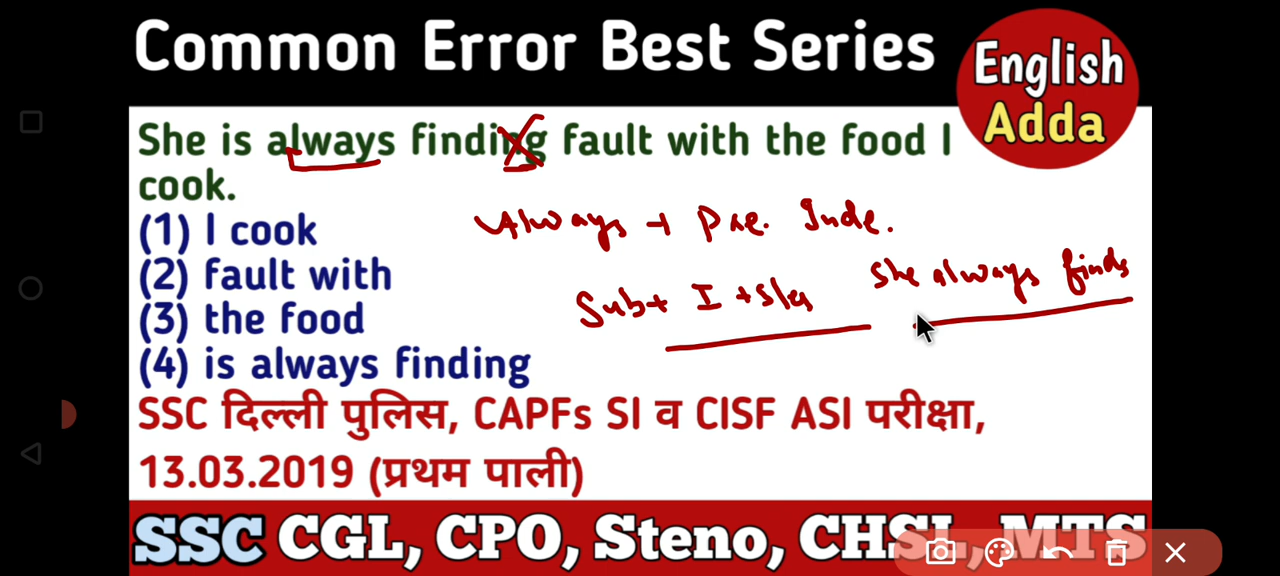 Common Error Best Series
English
Adda
She is always finding fault with the food I
cook.
(1) I cook
(2) fault with
(3) the food
(4) is always finding
Always + Pre. Inde.
Sub + I +s/es
She always finds
SSC दिल्ली पुलिस, CAPFs SI व CISF ASI परीक्षा,
13.03.2019 (प्रथम पाली)
SSC CGL, CPO, Steno, CHSL, MTS